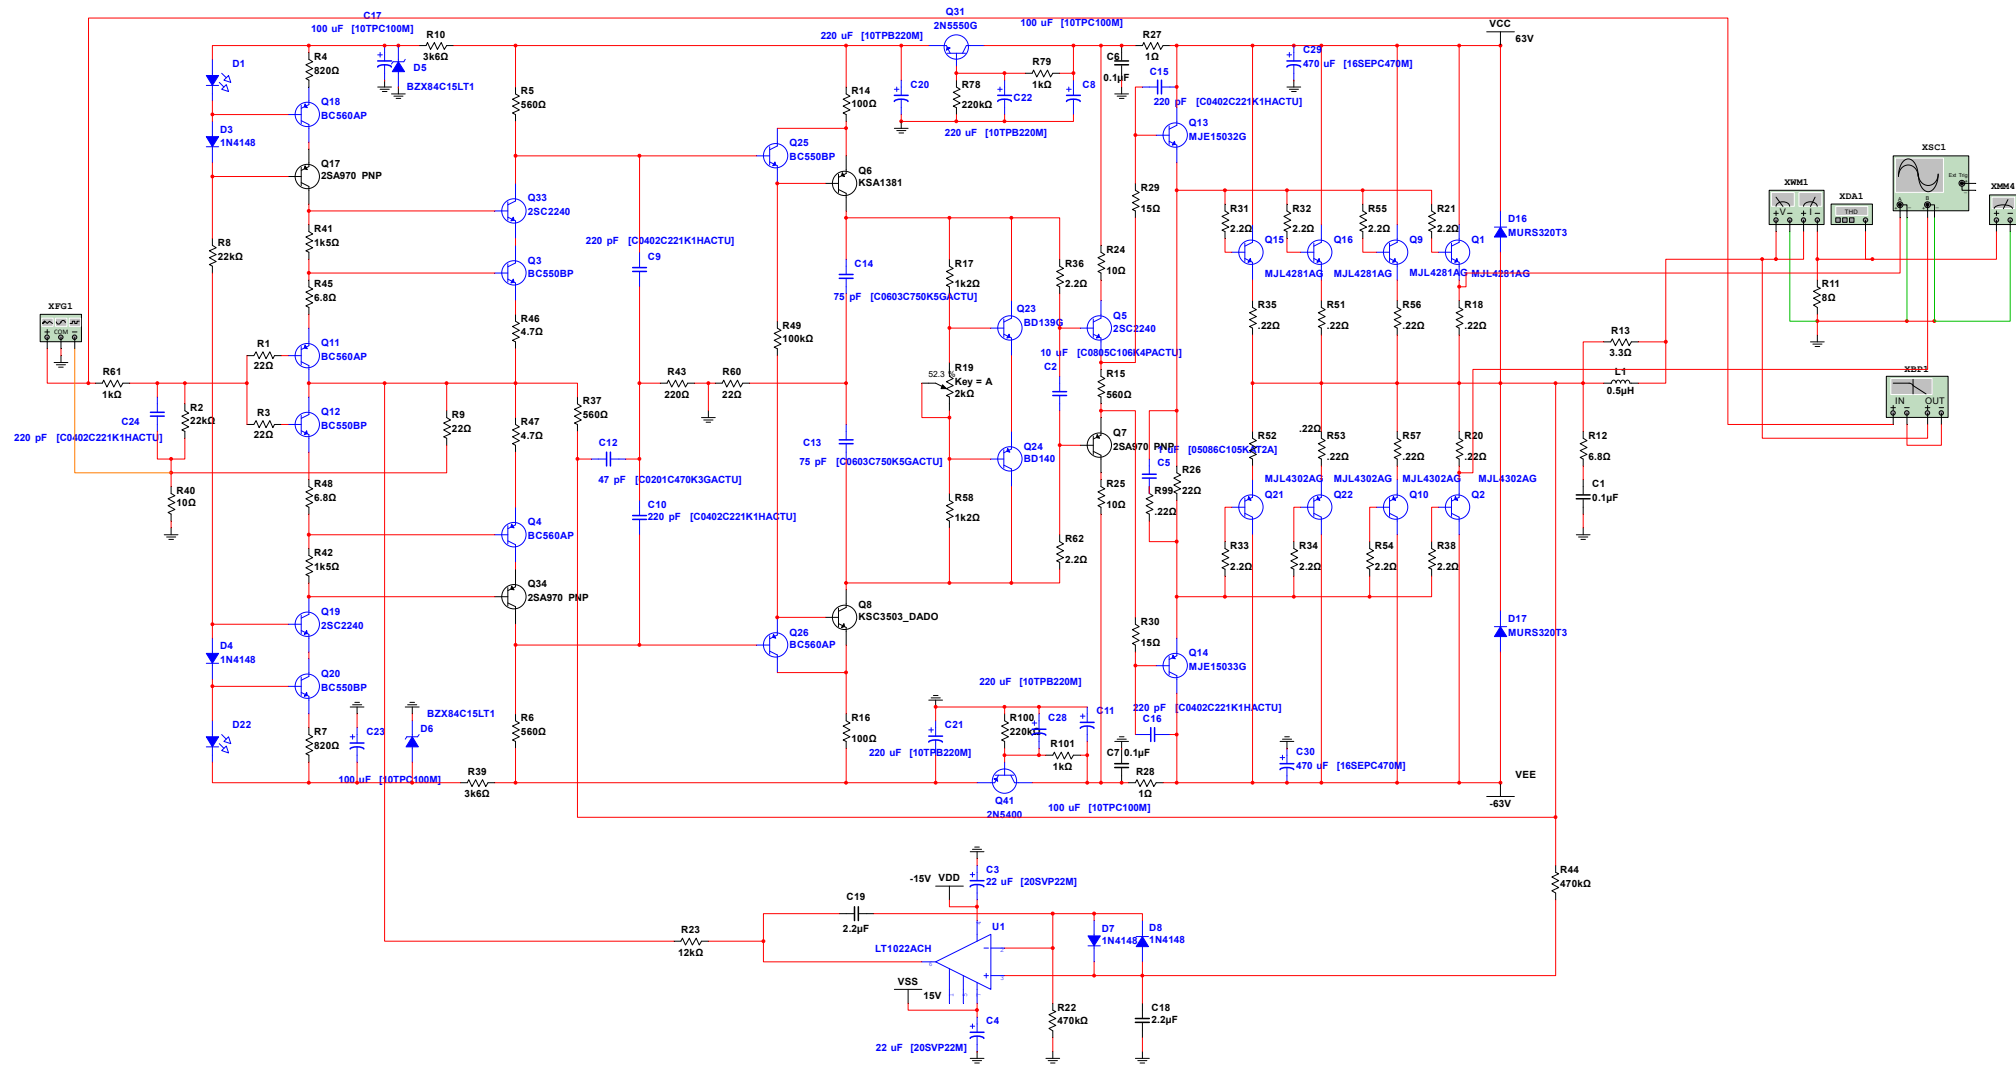 C17
100 uF [10TPC100M]
R10
3k6Ω
Q31
2N5550G
220 uF [10TPB220M]
100 uF [10TPC100M]
R27
1Ω
VCC
63V
D1
R4
820Ω
D5
BZX84C15LT1
C6
0.1µF
C15
220 pF [C0402C221K1HACTU]
C29
470 uF [16SEPC470M]
R79
1kΩ
Q18
BC560AP
R5
560Ω
R14
100Ω
C20
R78
220kΩ
C22
C8
220 uF [10TPB220M]
D3
1N4148
Q13
MJE15032G
Q25
BC550BP
Q17
2SA970 PNP
Q6
KSA1381
XSC1
Ext Trig
A
B
XWM1
V
I
XDA1
THD
XMM4
Q33
2SC2240
R29
15Ω
R31
2.2Ω
R32
2.2Ω
R55
2.2Ω
R21
2.2Ω
D16
MURS320T3
R41
1k5Ω
R8
22kΩ
220 pF [C0402C221K1HACTU]
C9
Q15
MJL4281AG
Q16
MJL4281AG
Q9
MJL4281AG
Q1
MJL4281AG
Q3
BC550BP
C14
75 pF [C0603C750K5GACTU]
R17
1k2Ω
R36
2.2Ω
R24
10Ω
R45
6.8Ω
R11
8Ω
XFG1
COM
R46
4.7Ω
R49
100kΩ
Q23
BD139G
Q5
2SC2240
R35
.22Ω
R51
.22Ω
R56
.22Ω
R18
.22Ω
R13
3.3Ω
R1
22Ω
Q11
BC560AP
10 uF [C0805C106K4PACTU]
C2
R61
1kΩ
R43
220Ω
R60
22Ω
52.3 %
R19
Key = A
2kΩ
R15
560Ω
L1
0.5µH
XBP1
IN
OUT
C24
220 pF [C0402C221K1HACTU]
R2
22kΩ
R3
22Ω
Q12
BC550BP
R9
22Ω
R37
560Ω
R47
4.7Ω
C12
47 pF [C0201C470K3GACTU]
C13
75 pF [C0603C750K5GACTU]
Q24
BD140
Q7
2SA970 PNP
C5
R99
.22Ω
R26
22Ω
R52
.22Ω
R53
.22Ω
R57
.22Ω
R20
.22Ω
R12
6.8Ω
MJL4302AG
Q21
MJL4302AG
Q22
MJL4302AG
Q10
MJL4302AG
Q2
R40
10Ω
R48
6.8Ω
C10
220 pF [C0402C221K1HACTU]
R58
1k2Ω
R25
10Ω
C1
0.1µF
Q4
BC560AP
R42
1k5Ω
R62
2.2Ω
R33
2.2Ω
R34
2.2Ω
R54
2.2Ω
R38
2.2Ω
Q34
2SA970 PNP
Q19
2SC2240
Q8
KSC3503_DADO
R30
15Ω
D17
MURS320T3
D4
1N4148
Q26
BC560AP
Q14
MJE15033G
Q20
BC550BP
220 uF [10TPB220M]
220 pF [C0402C221K1HACTU]
C16
D22
R7
820Ω
C23
BZX84C15LT1
D6
R6
560Ω
R16
100Ω
C21
220 uF [10TPB220M]
R100
220kΩ
C28
C11
R101
1kΩ
C7
0.1µF
C30
470 uF [16SEPC470M]
100 uF [10TPC100M]
R39
3k6Ω
Q41
2N5400
R28
1Ω
100 uF [10TPC100M]
VEE
-63V
C3
22 uF [20SVP22M]
-15V
VDD
C19
2.2µF
R44
470kΩ
R23
12kΩ
U1
LT1022ACH
D7
1N4148
D8
1N4148
VSS
15V
C4
22 uF [20SVP22M]
R22
470kΩ
C18
2.2µF